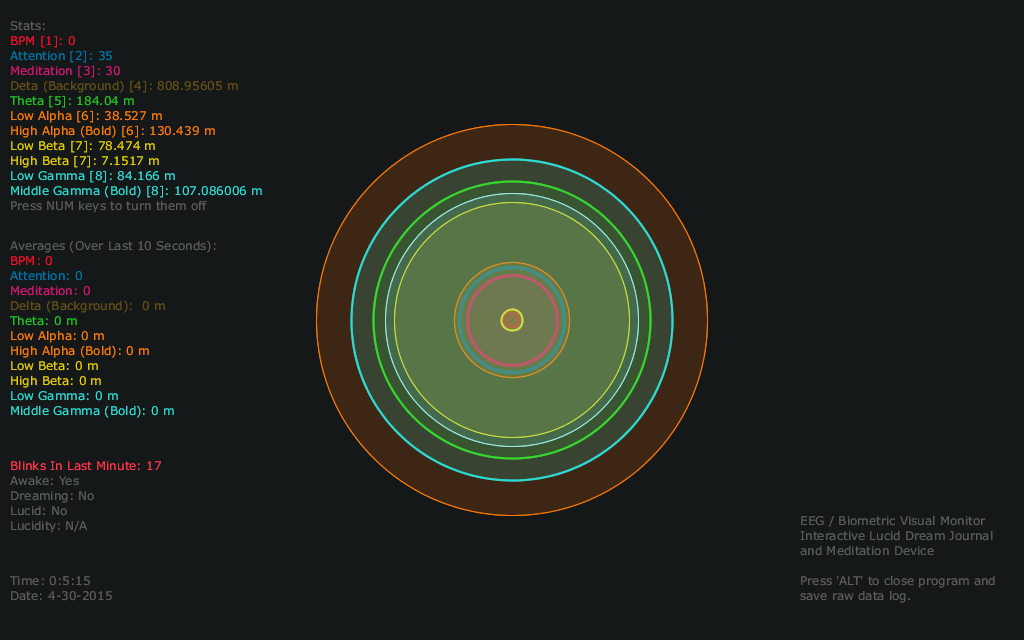 Stats:
BPM [1]: 0
Attention [2]: 35
Meditation [3]: 30
Deta (Background) [4]: 808.95605 m
Theta [5]: 184.04 m
Low Alpha [6]: 38.527 m
High Alpha (Bold) [6]: 130.439 m
Low Beta [7]: 78.474 m
High Beta [7]: 7.1517 m
Low Gamma [8]: 84.166 m
Middle Gamma (Bold) [8]: 107.086006 m
Press NUM keys to turn them off
Averages (Over Last 10 Seconds):
BPM: 0
Attention: 0
Meditation: 0
Delta (Background):  0 m
Theta: 0 m
Low Alpha: 0 m
High Alpha (Bold): 0 m
Low Beta: 0 m
High Beta: 0 m
Low Gamma: 0 m
Middle Gamma (Bold): 0 m
Blinks In Last Minute: 17
Awake: Yes
Dreaming: No
Lucid: No
Lucidity: N/A
Time: 0:5:15
Date: 4-30-2015
EEG / Biometric Visual Monitor
Interactive Lucid Dream Journal
and Meditation Device
Press 'ALT' to close program and
save raw data log.